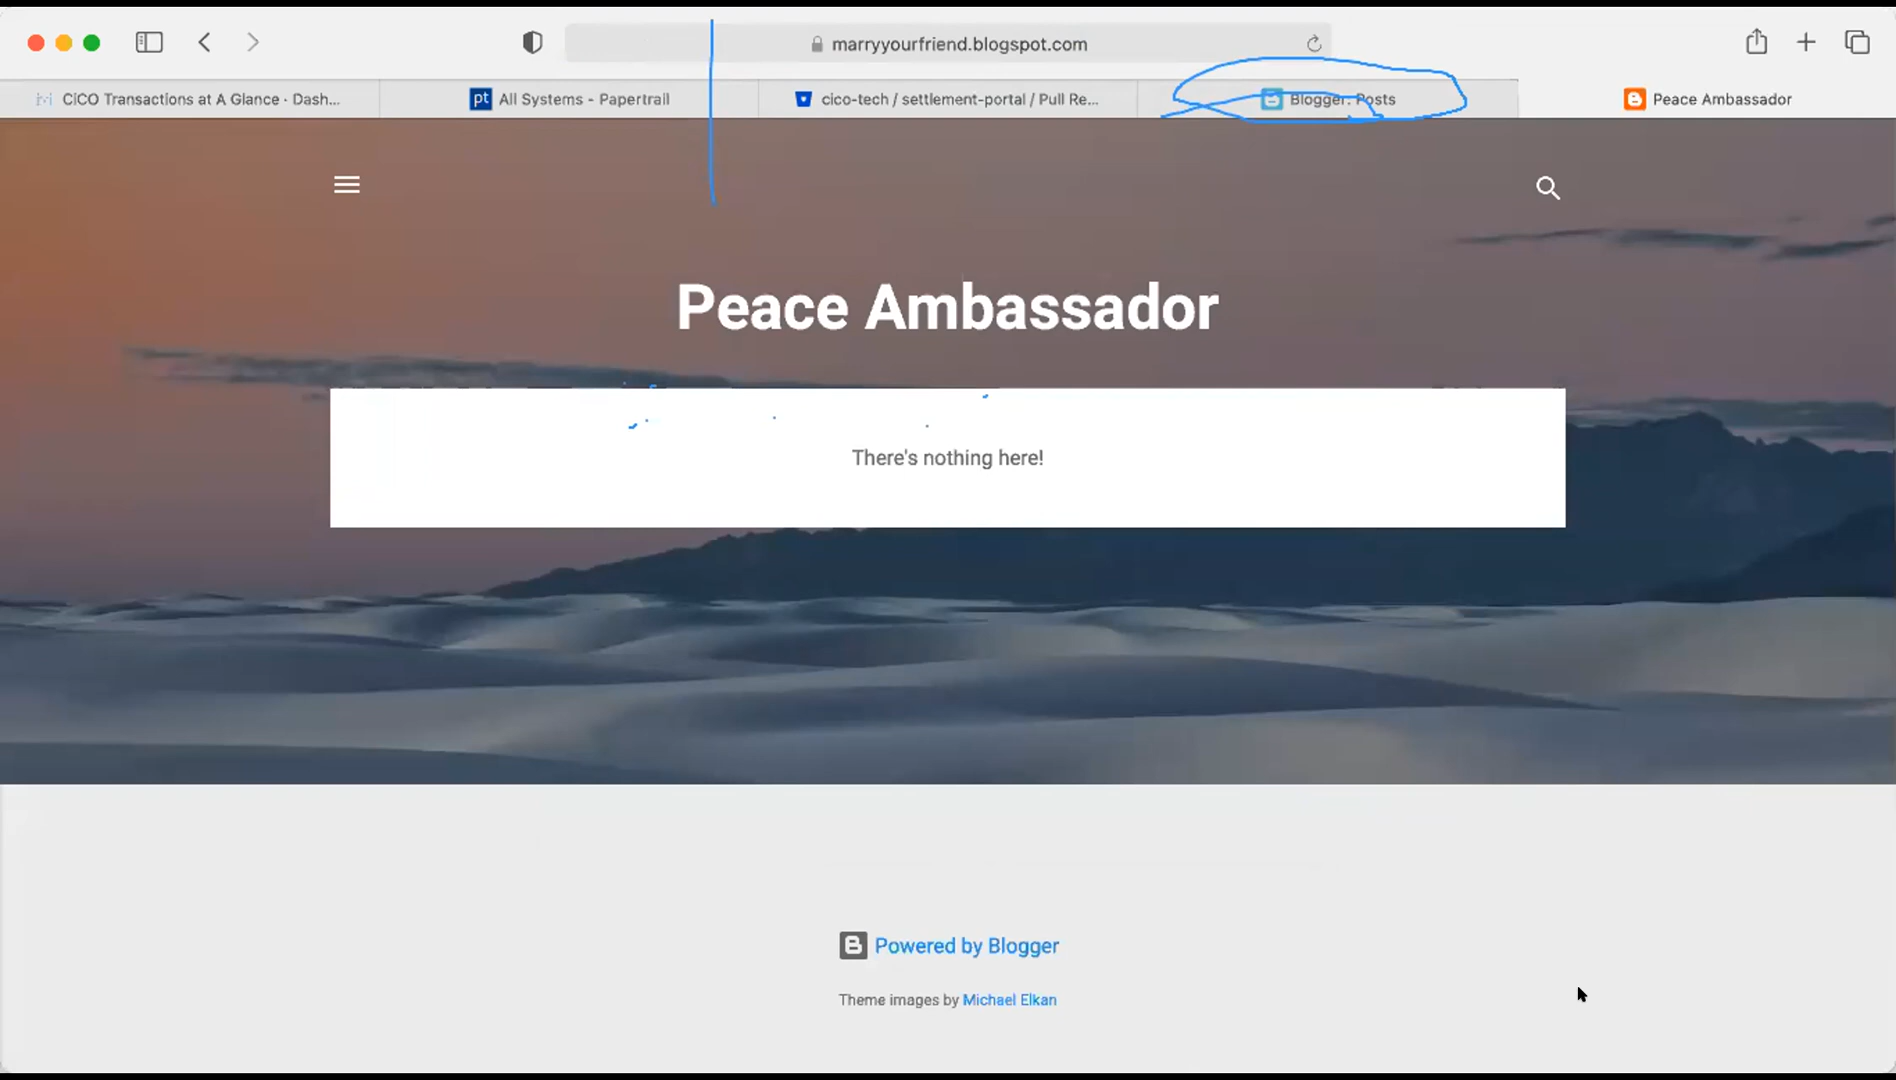 marryyourfriend.blogspot.com
CiCO Transactions at A Glance · Dash...
pt All Systems - Papertrail
cico-tech / settlement-portal / Pull Re...
Blogger: Posts
Peace Ambassador
Peace Ambassador
There's nothing here!
Powered by Blogger
Theme images by Michael Elkan